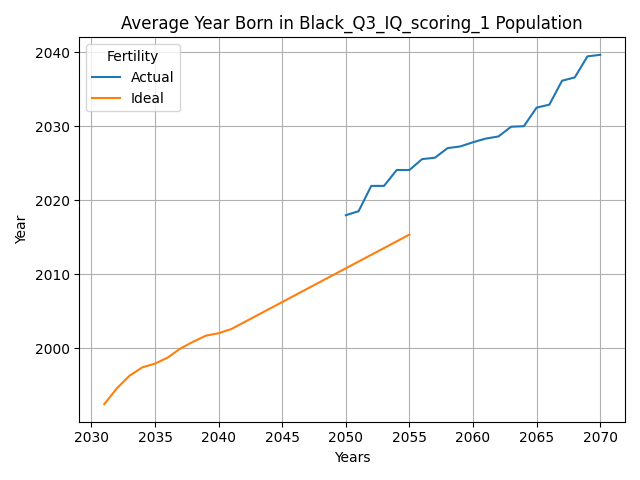 Average Year Born in Black_Q3_IQ_scoring_1 Population
Fertility
Actual
Ideal
2040
2030
2020
2010
2000
Year
2030 2035 2040 2045 2050 2055 2060 2065 2070
Years